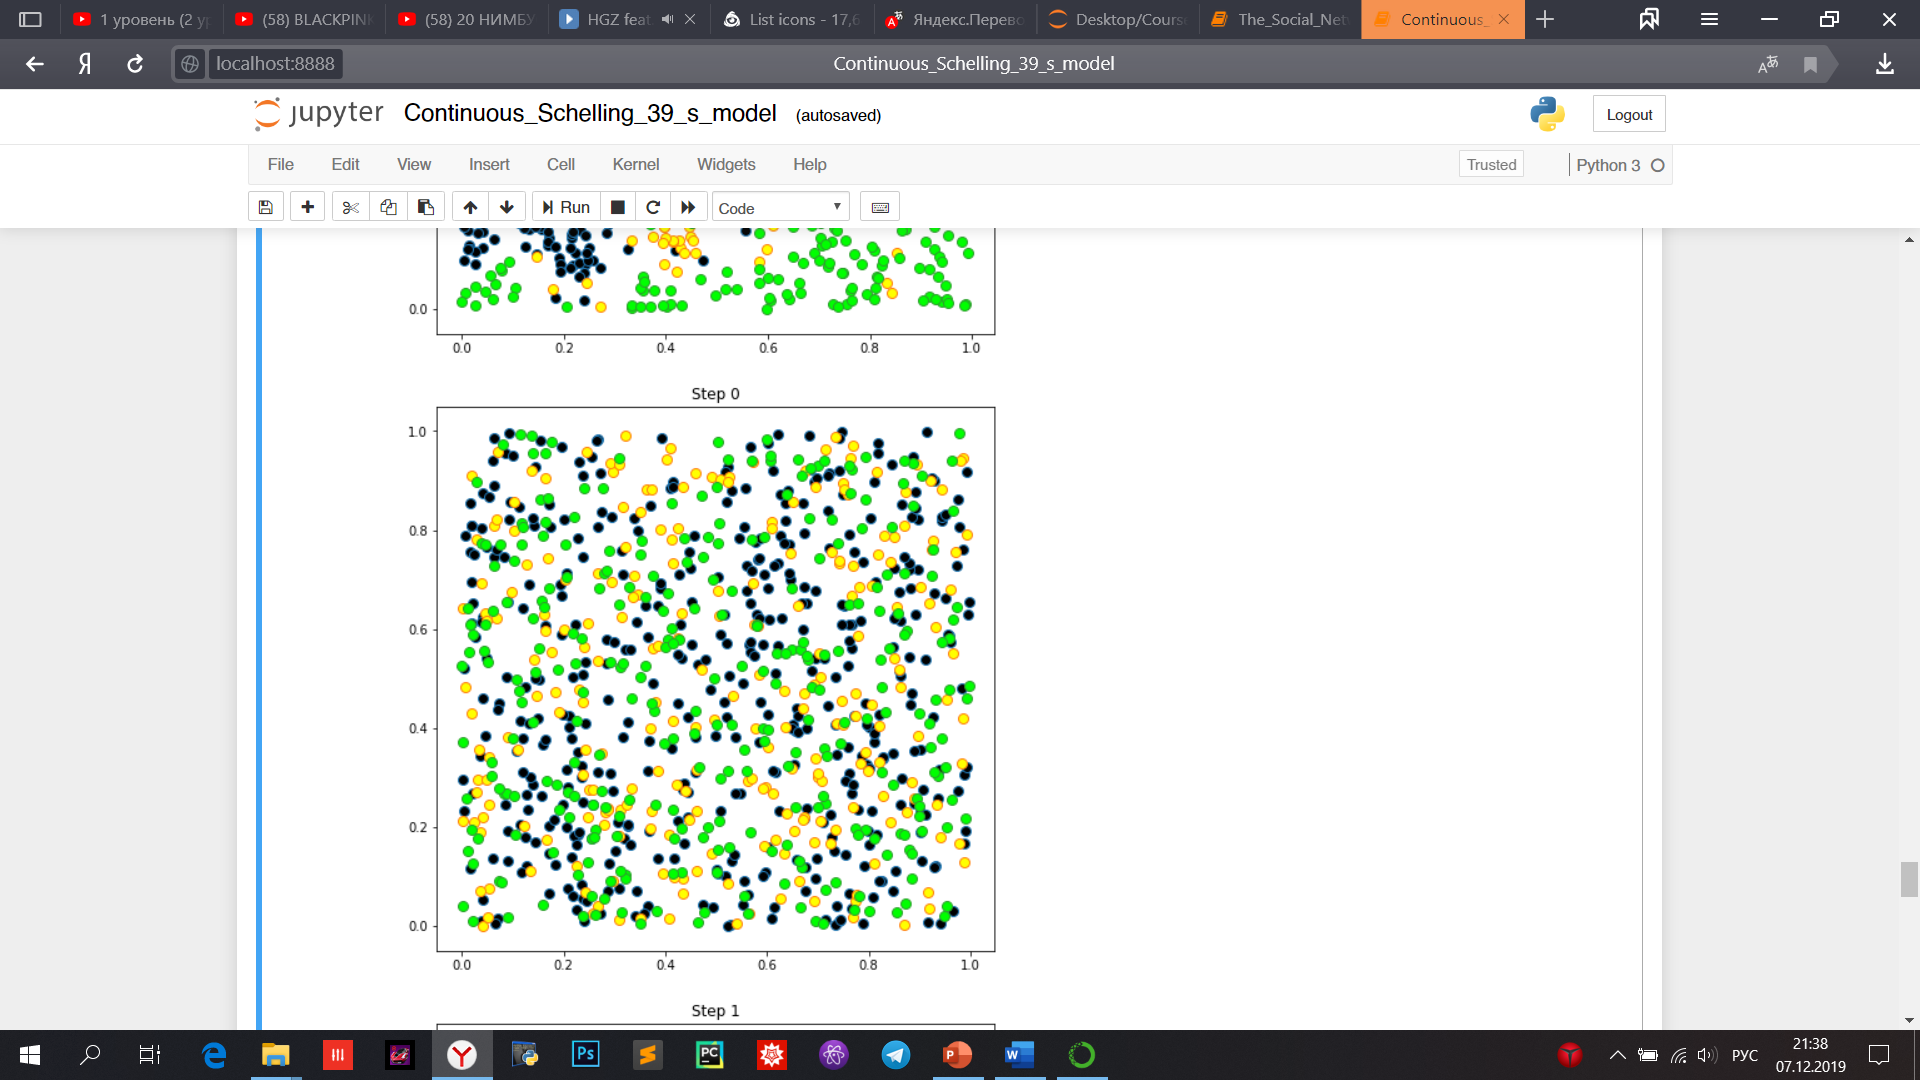 1 уровень (2 ур
(58) BLACKPINK
(58) 20 НИМБУ
HGZ feat
List icons - 17,6
Яндекс.Перево
Desktop/Course
The_Social_Net
Continuous_
localhost:8888
Continuous_Schelling_39_s_model
jupyter Continuous_Schelling_39_s_model (autosaved)
Logout
File Edit View Insert Cell Kernel Widgets Help
Trusted
Python 3
Run
Code
0.0
0.0 0.2 0.4 0.6 0.8 1.0
Step 0
1.0
0.8
0.6
0.4
0.2
0.0
0.0 0.2 0.4 0.6 0.8 1.0
Step 1
РУС
21:38
07.12.2019